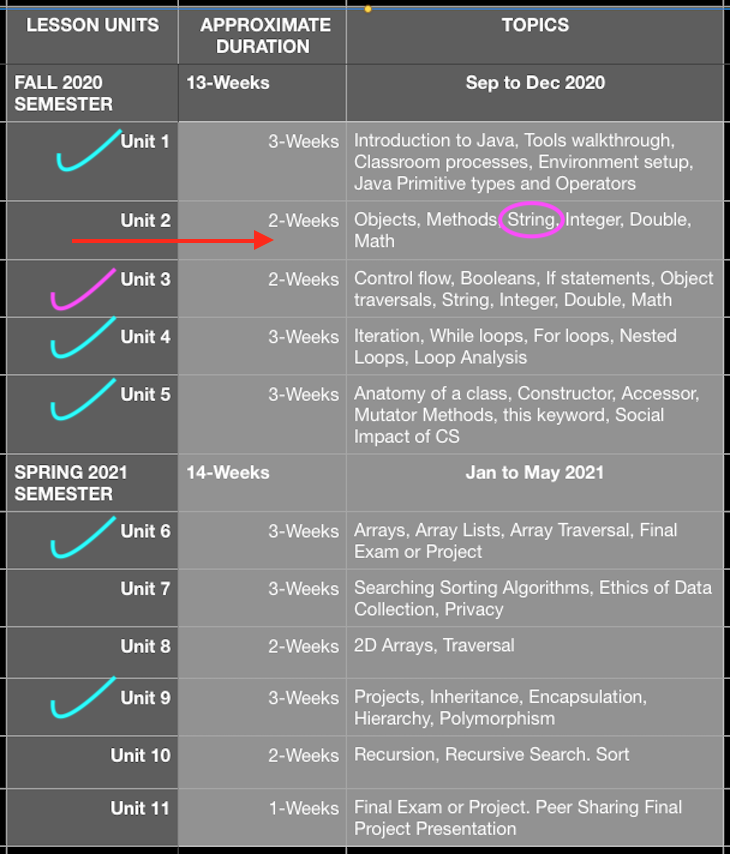 LESSON UNITS APPROXIMATE TOPICS
DURATION
FALL 2020 13-Weeks Sep to Dec 2020
SEMESTER
Unit 1 3-Weeks Introduction to Java, Tools walkthrough,
Classroom processes, Environment setup,
Java Primitive types and Operators
Unit 2 2-Weeks Objects, Methods, String, Integer, Double,
Math
Unit 3 2-Weeks Control flow, Booleans, If statements, Object
traversals, String, Integer, Double, Math
Unit 4 3-Weeks Iteration, While loops, For loops, Nested
Loops, Loop Analysis
Unit 5 3-Weeks Anatomy of a class, Constructor, Accessor,
Mutator Methods, this keyword, Social
Impact of CS
SPRING 2021 14-Weeks Jan to May 2021
SEMESTER
Unit 6 3-Weeks Arrays, Array Lists, Array Traversal, Final
Exam or Project
Unit 7 3-Weeks Searching Sorting Algorithms, Ethics of Data
Collection, Privacy
Unit 8 2-Weeks 2D Arrays, Traversal
Unit 9 3-Weeks Projects, Inheritance, Encapsulation,
Hierarchy, Polymorphism
Unit 10 2-Weeks Recursion, Recursive Search. Sort
Unit 11 1-Weeks Final Exam or Project. Peer Sharing Final
Project Presentation